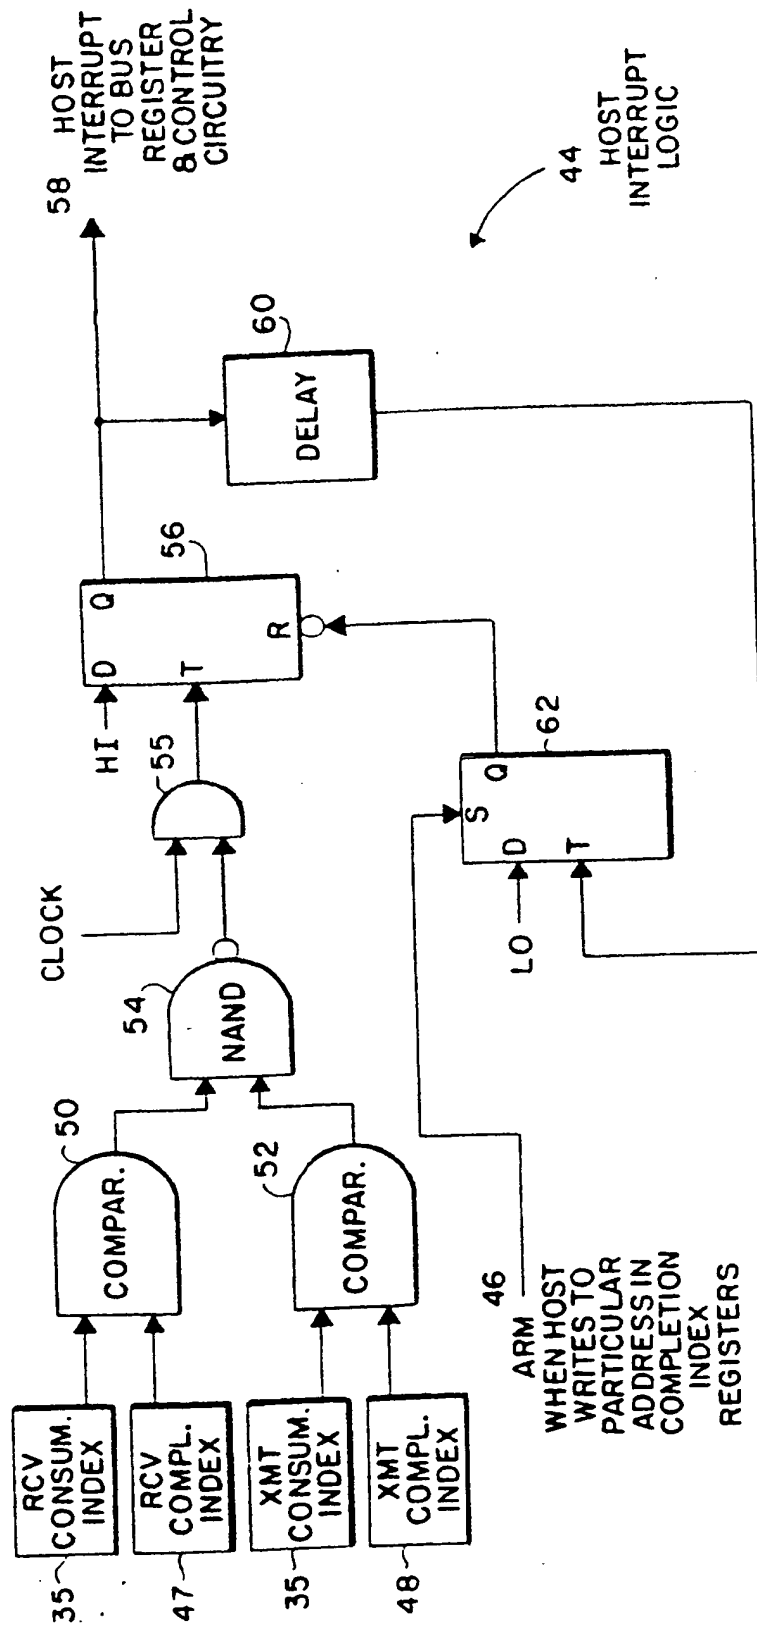 RCV
CONSUM.
INDEX
35
RCV
COMPL.
INDEX
47
XMT
CONSUM.
INDEX
35
XMT
COMPL.
INDEX
48
COMPAR.
50
COMPAR.
52
NAND
54
CLOCK
55
HI
D
Q
T
R
56
DELAY
60
58
HOST
INTERRUPT
TO BUS
REGISTER
& CONTROL
CIRCUITRY
46
ARM
WHEN HOST
WRITES TO
PARTICULAR
ADDRESS IN
COMPLETION
INDEX
REGISTERS
LO
S
D
Q
T
62
44
HOST
INTERRUPT
LOGIC